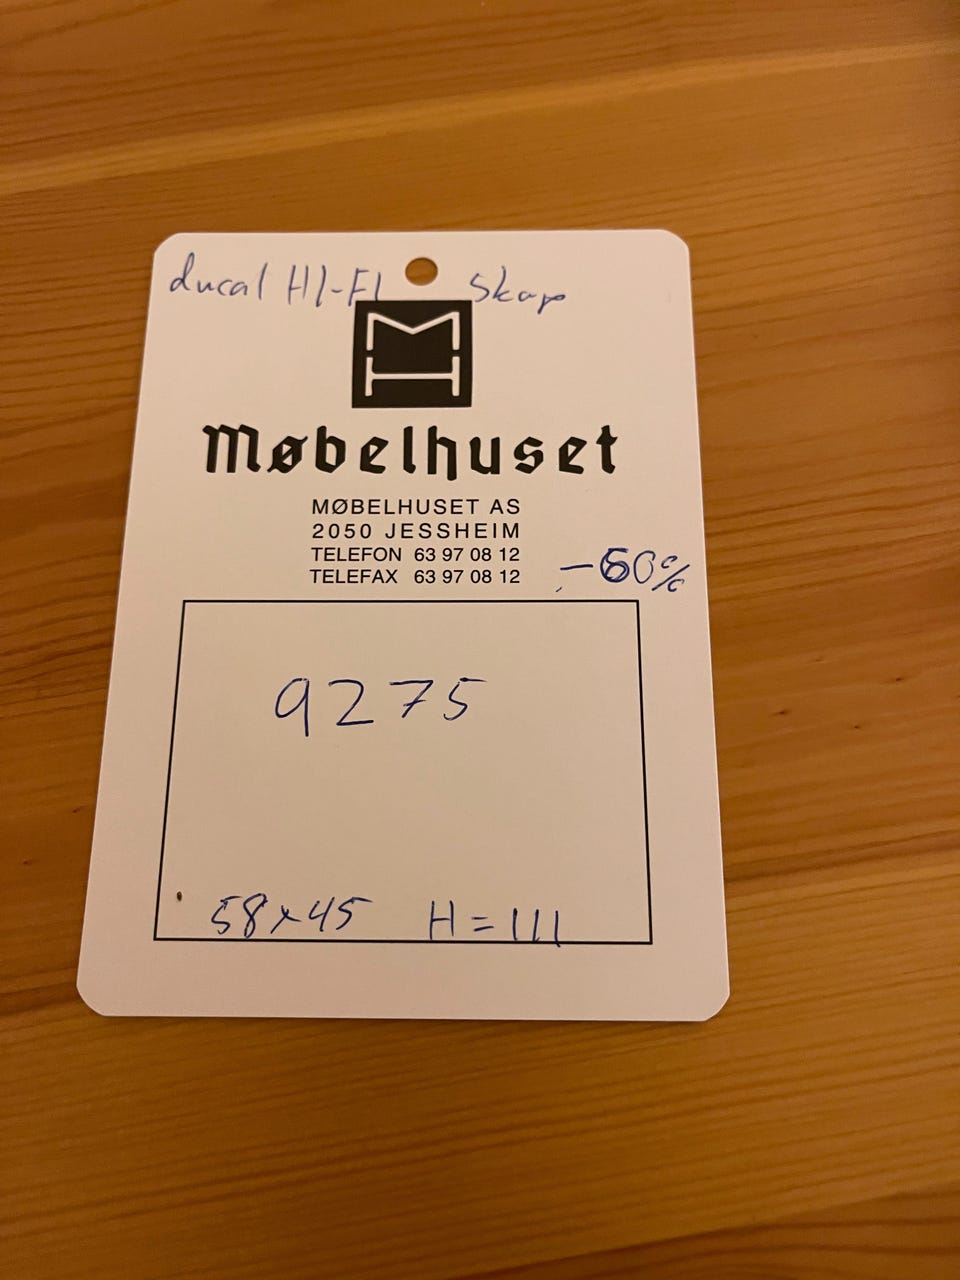 ducal HI-FI skap
MH
Møbelhuset
MØBELHUSET AS
2050 JESSHEIM
TELEFON 63 97 08 12
TELEFAX 63 97 08 12
9275
58x45 H=111